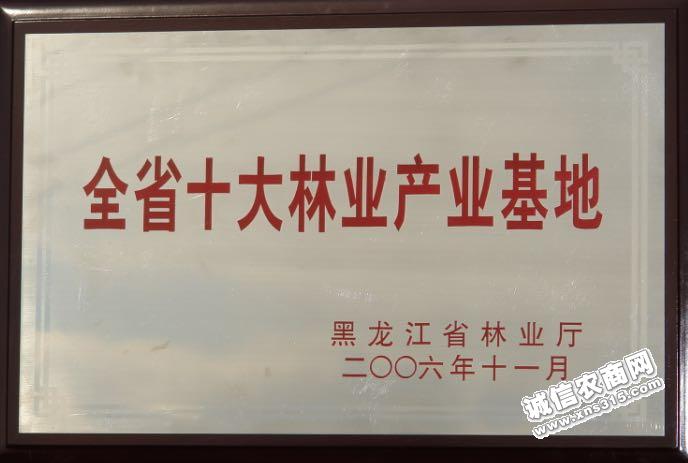 全省十大林业产业基地
黑龙江省林业厅
二〇〇六年十一月
诚信农商网
www.xns315.com